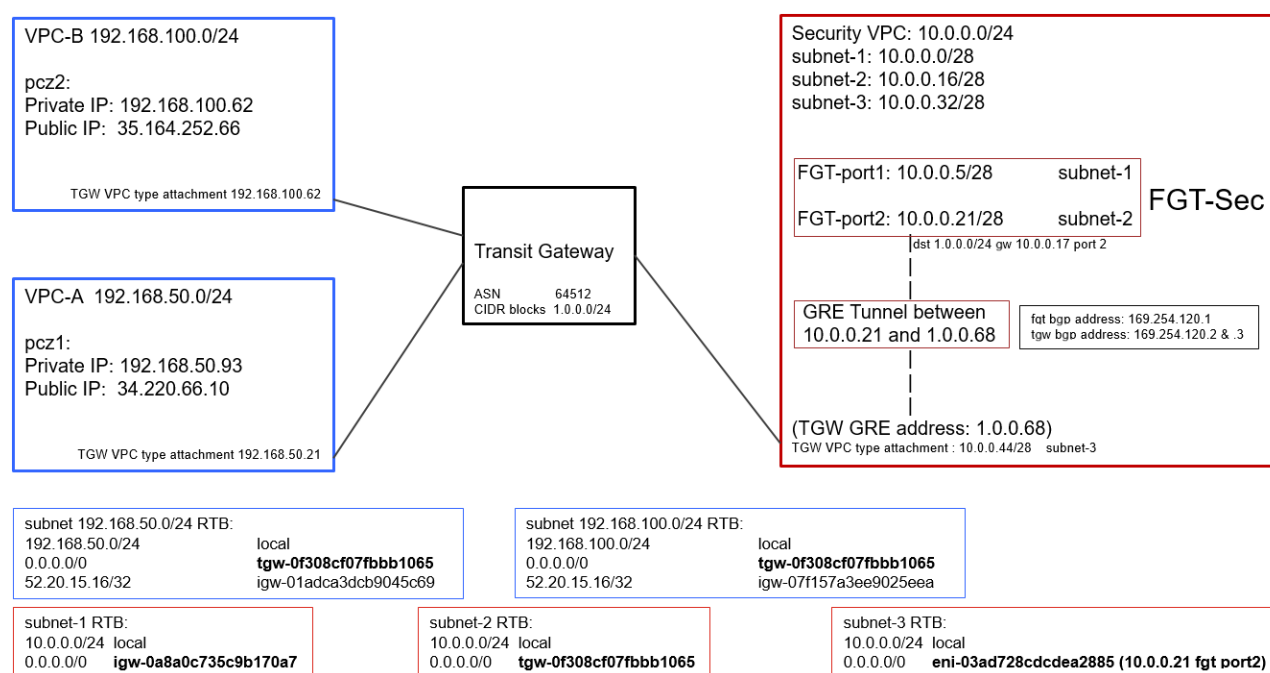 VPC-B 192.168.100.0/24
pcz2:
Private IP: 192.168.100.62
Public IP: 35.164.252.66
TGW VPC type attachment 192.168.100.62
VPC-A 192.168.50.0/24
pcz1:
Private IP: 192.168.50.93
Public IP: 34.220.66.10
TGW VPC type attachment 192.168.50.21
Transit Gateway
ASN 64512
CIDR blocks 1.0.0.0/24
Security VPC: 10.0.0.0/24
subnet-1: 10.0.0.0/28
subnet-2: 10.0.0.16/28
subnet-3: 10.0.0.32/28
FGT-port1: 10.0.0.5/28 subnet-1
FGT-port2: 10.0.0.21/28 subnet-2
FGT-Sec
dst 1.0.0.0/24 gw 10.0.0.17 port 2
GRE Tunnel between
10.0.0.21 and 1.0.0.68
fgt bgp address: 169.254.120.1
tgw bgp address: 169.254.120.2 & .3
(TGW GRE address: 1.0.0.68)
TGW VPC type attachment : 10.0.0.44/28 subnet-3
subnet 192.168.50.0/24 RTB:
192.168.50.0/24 local
0.0.0.0/0 tgw-0f308cf07fbbb1065
52.20.15.16/32 igw-01adca3dcb9045c69
subnet 192.168.100.0/24 RTB:
192.168.100.0/24 local
0.0.0.0/0 tgw-0f308cf07fbbb1065
52.20.15.16/32 igw-07f157a3ee9025eea
subnet-1 RTB:
10.0.0.0/24 local
0.0.0.0/0 igw-0a8a0c735c9b170a7
subnet-2 RTB:
10.0.0.0/24 local
0.0.0.0/0 tgw-0f308cf07fbbb1065
subnet-3 RTB:
10.0.0.0/24 local
0.0.0.0/0 eni-03ad728cdcdea2885 (10.0.0.21 fgt port2)